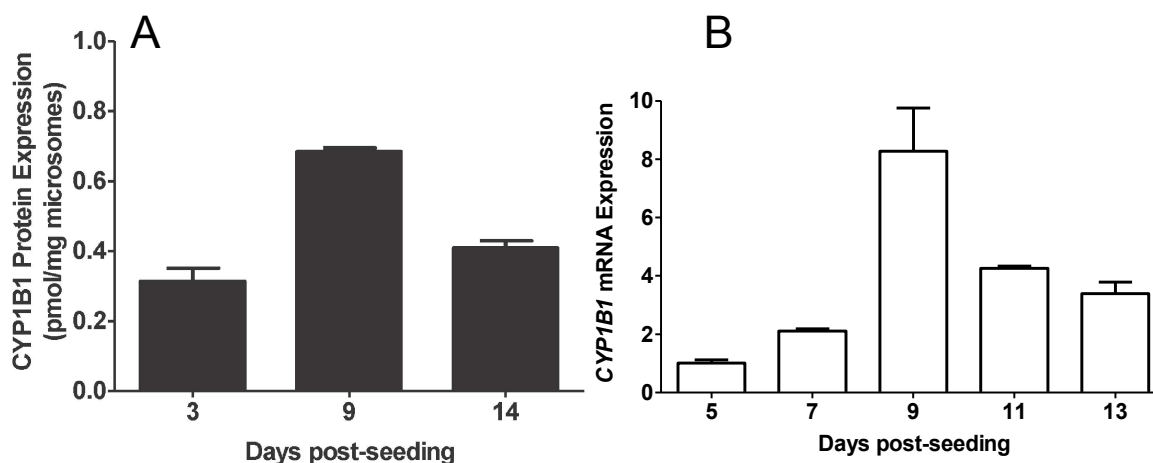 A
CYP1B1 Protein Expression
(pmol/mg microsomes)
1.0
0.8
0.6
0.4
0.2
0.0
3 9 14
Days post-seeding
B
CYP1B1 mRNA Expression
10
8
6
4
2
0
5 7 9 11 13
Days post-seeding